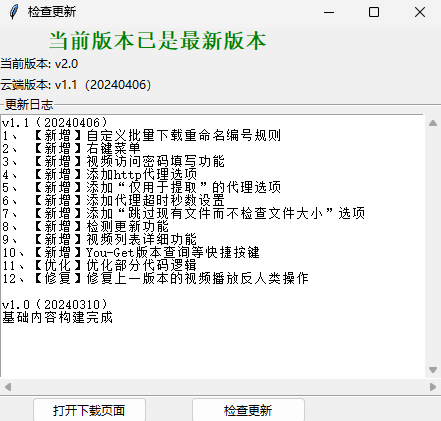 检查更新
当前版本已是最新版本
当前版本: v2.0
云端版本: v1.1（20240406）
更新日志
v1.1（20240406）
1、【新增】自定义批量下载重命名编号规则
2、【新增】右键菜单
3、【新增】视频访问密码填写功能
4、【新增】添加http代理选项
5、【新增】添加“仅用于提取”的代理选项
6、【新增】添加代理超时秒数设置
7、【新增】添加“跳过现有文件而不检查文件大小”选项
8、【新增】检测更新功能
9、【新增】视频列表详细功能
10、【新增】You-Get版本查询等快捷按键
11、【优化】优化部分代码逻辑
12、【修复】修复上一版本的视频播放反人类操作
v1.0（20240310）
基础内容构建完成
打开下载页面
检查更新